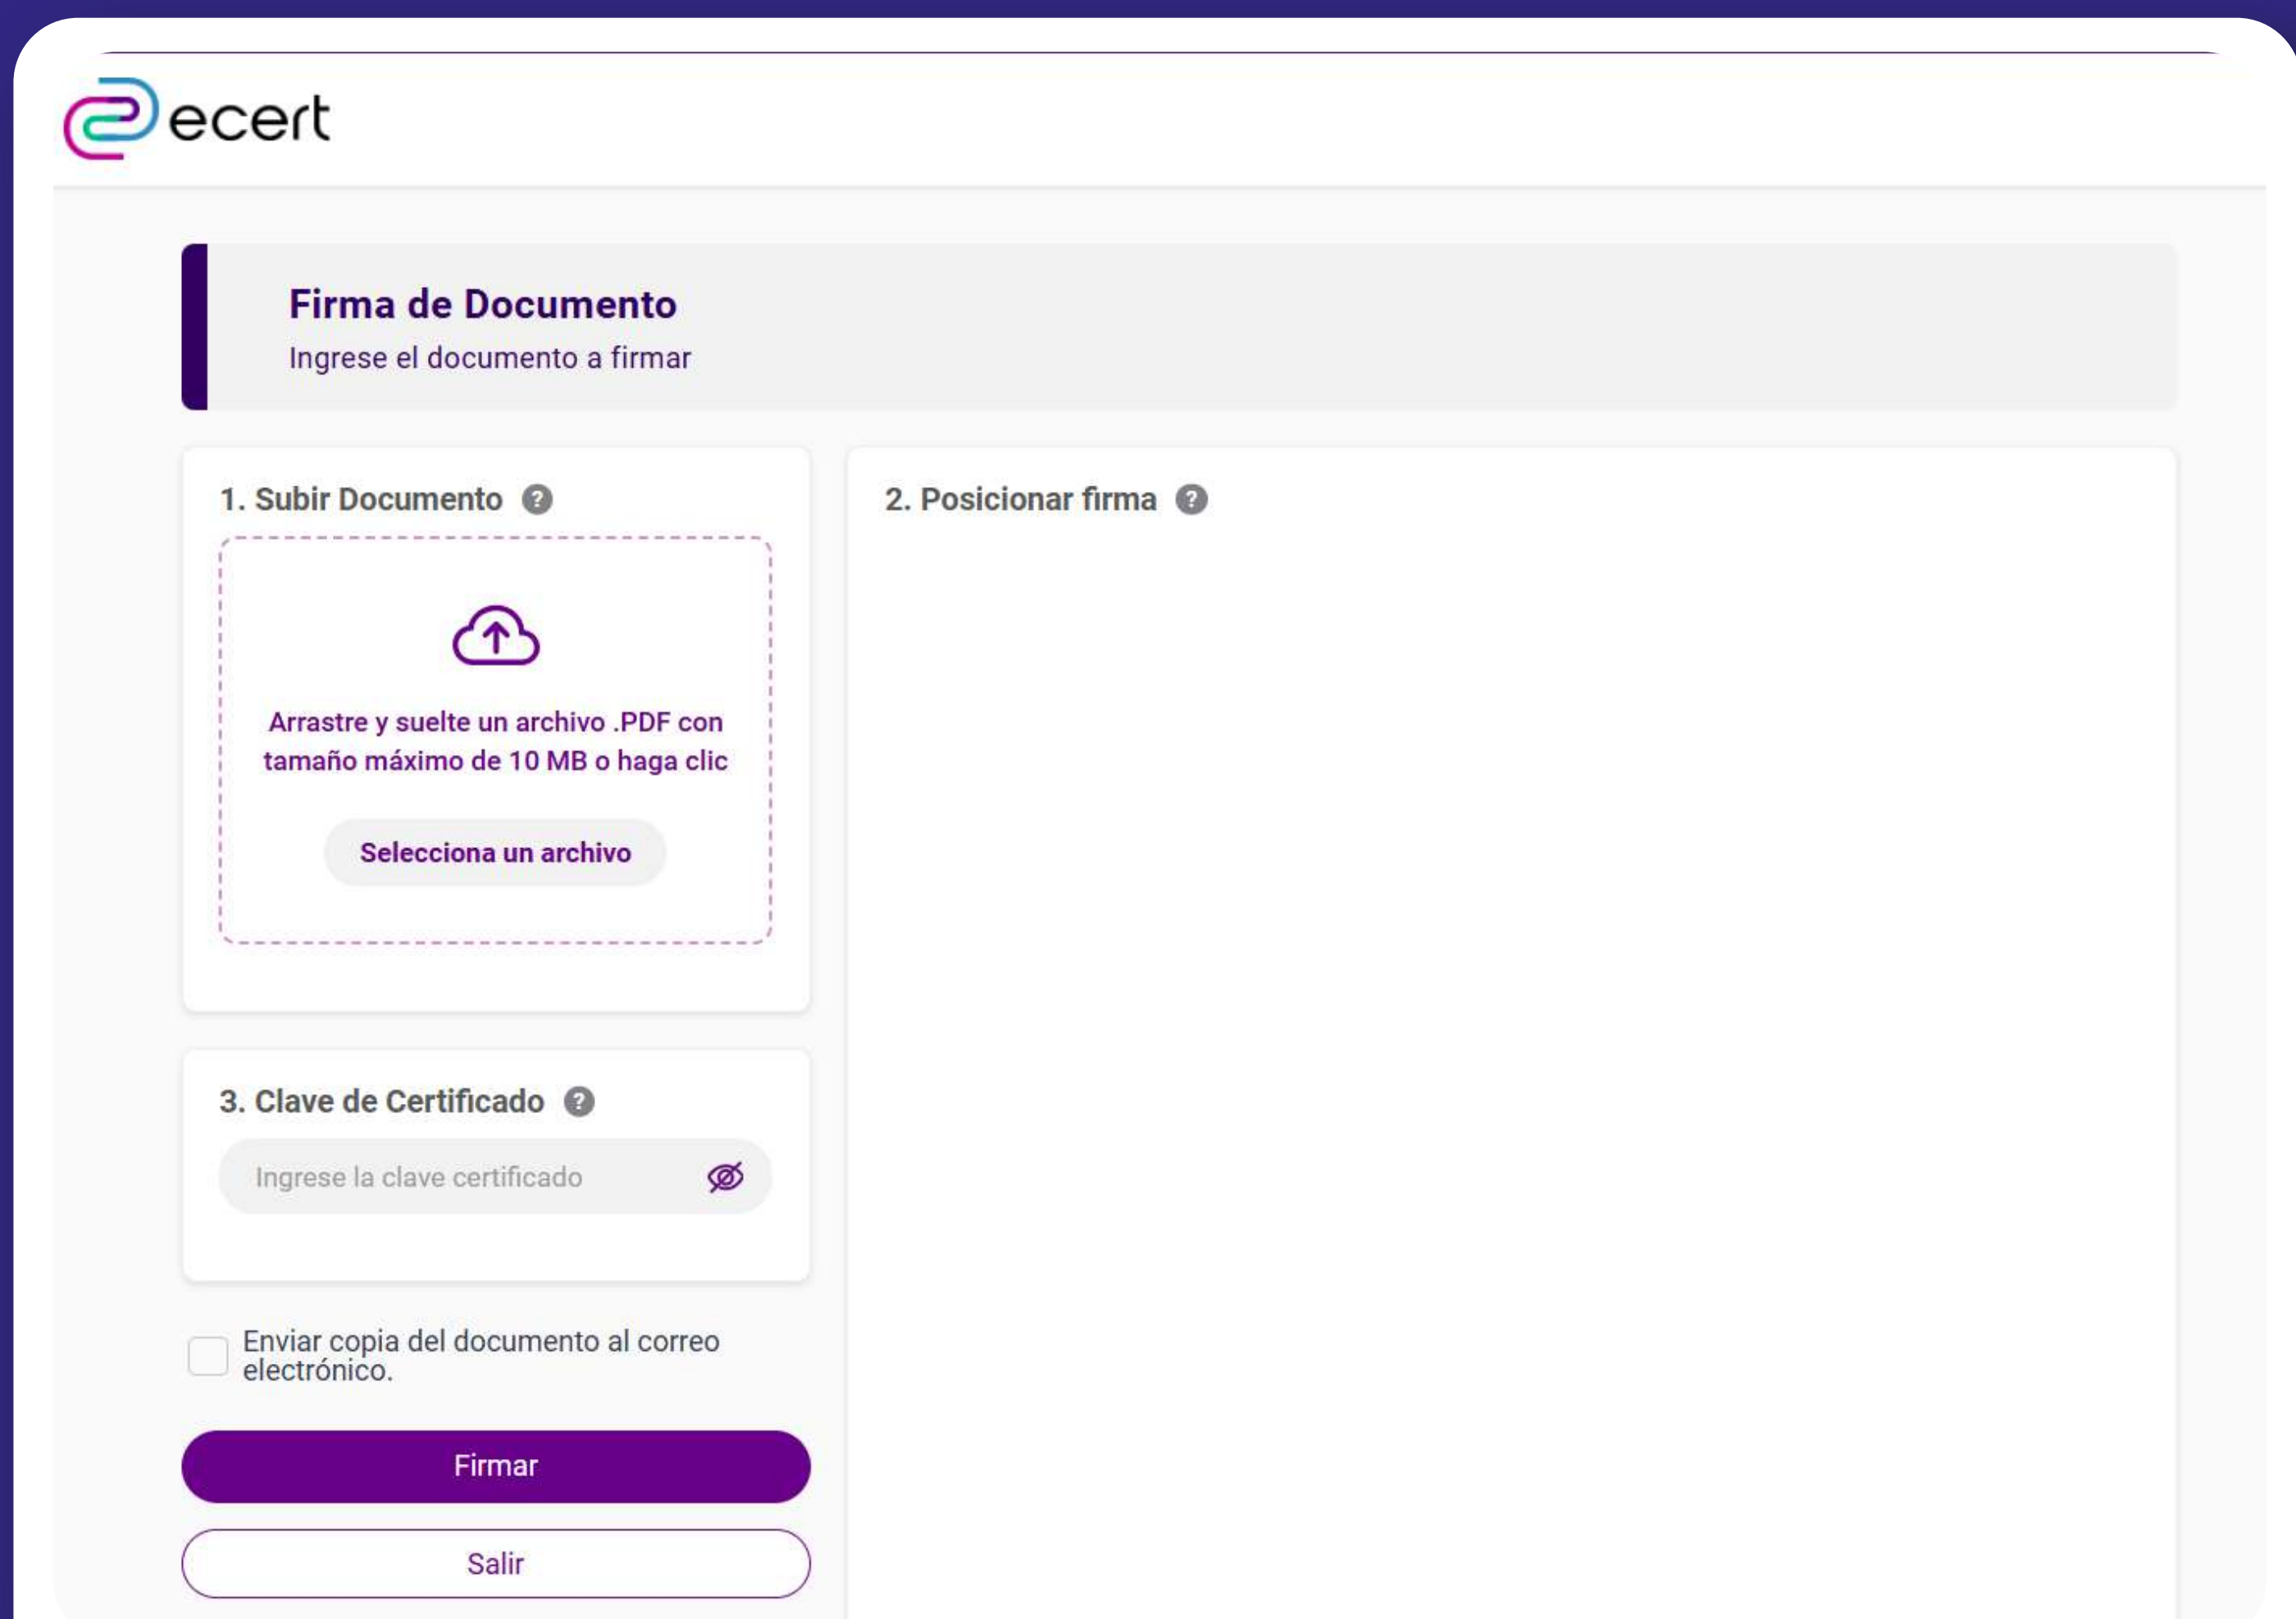 ecert
Firma de Documento
Ingrese el documento a firmar
1. Subir Documento ?
Arrastre y suelte un archivo .PDF con
tamaño máximo de 10 MB o haga clic
Selecciona un archivo
2. Posicionar firma ?
3. Clave de Certificado ?
Ingrese la clave certificado
Enviar copia del documento al correo
electrónico.
Firmar
Salir